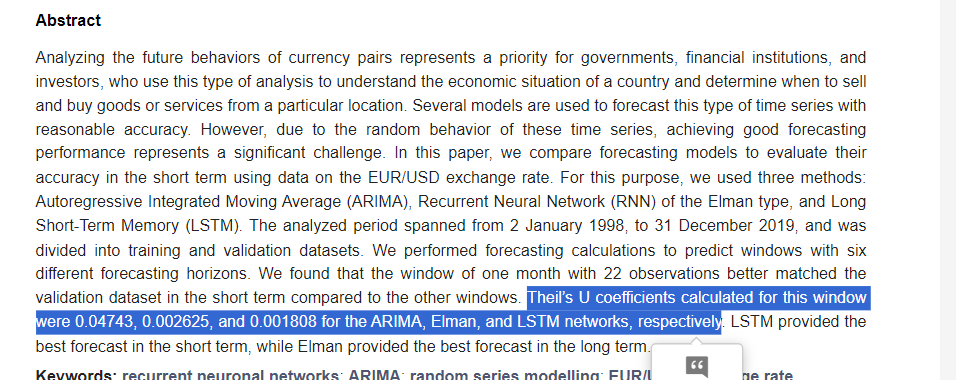 Abstract
Analyzing the future behaviors of currency pairs represents a priority for governments, financial institutions, and
investors, who use this type of analysis to understand the economic situation of a country and determine when to sell
and buy goods or services from a particular location. Several models are used to forecast this type of time series with
reasonable accuracy. However, due to the random behavior of these time series, achieving good forecasting
performance represents a significant challenge. In this paper, we compare forecasting models to evaluate their
accuracy in the short term using data on the EUR/USD exchange rate. For this purpose, we used three methods:
Autoregressive Integrated Moving Average (ARIMA), Recurrent Neural Network (RNN) of the Elman type, and Long
Short-Term Memory (LSTM). The analyzed period spanned from 2 January 1998, to 31 December 2019, and was
divided into training and validation datasets. We performed forecasting calculations to predict windows with six
different forecasting horizons. We found that the window of one month with 22 observations better matched the
validation dataset in the short term compared to the other windows. Theil's U coefficients calculated for this window
were 0.04743, 0.002625, and 0.001808 for the ARIMA, Elman, and LSTM networks, respectively. LSTM provided the
best forecast in the short term, while Elman provided the best forecast in the long term.
Keywords: recurrent neuronal networks; ARIMA; random series modelling; rate